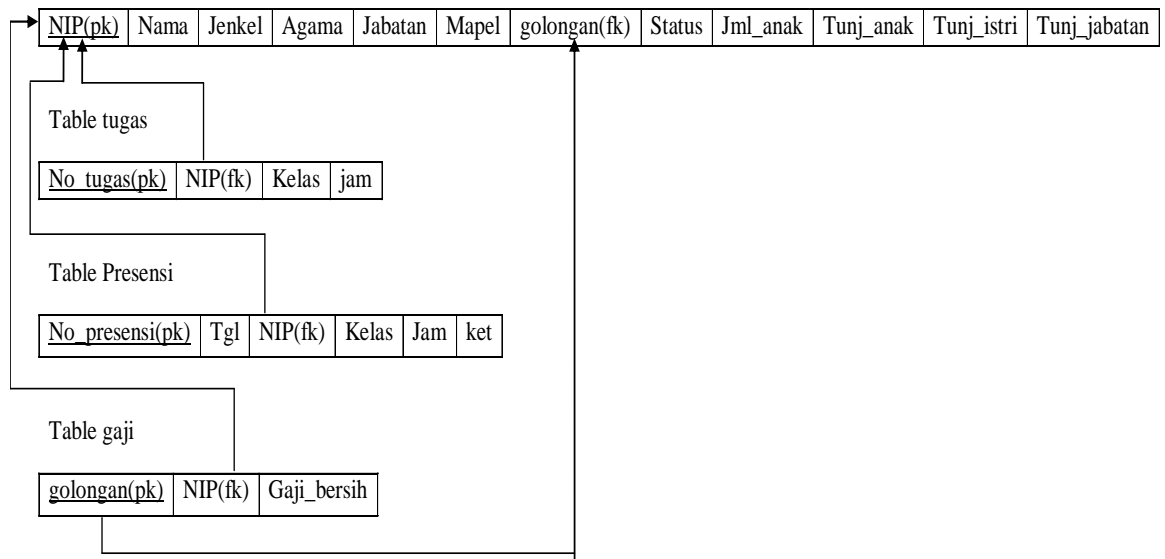 NIP(pk) Nama Jenkel Agama Jabatan Mapel golongan(fk) Status Jml_anak Tunj_anak Tunj_istri Tunj_jabatan
Table tugas
No_tugas(pk) NIP(fk) Kelas jam
Table Presensi
No_presensi(pk) Tgl NIP(fk) Kelas Jam ket
Table gaji
golongan(pk) NIP(fk) Gaji_bersih